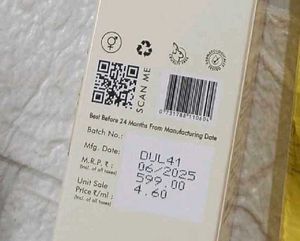 SCAN ME
Best Before 24 Months From Manufacturing Date
Batch No.: DUL41
Mfg. Date: 06/2025
M.R.P. ₹: 599.00
(incl. of all taxes)
Unit Sale 4.60
Price ₹/ml :
(incl. of all taxes)